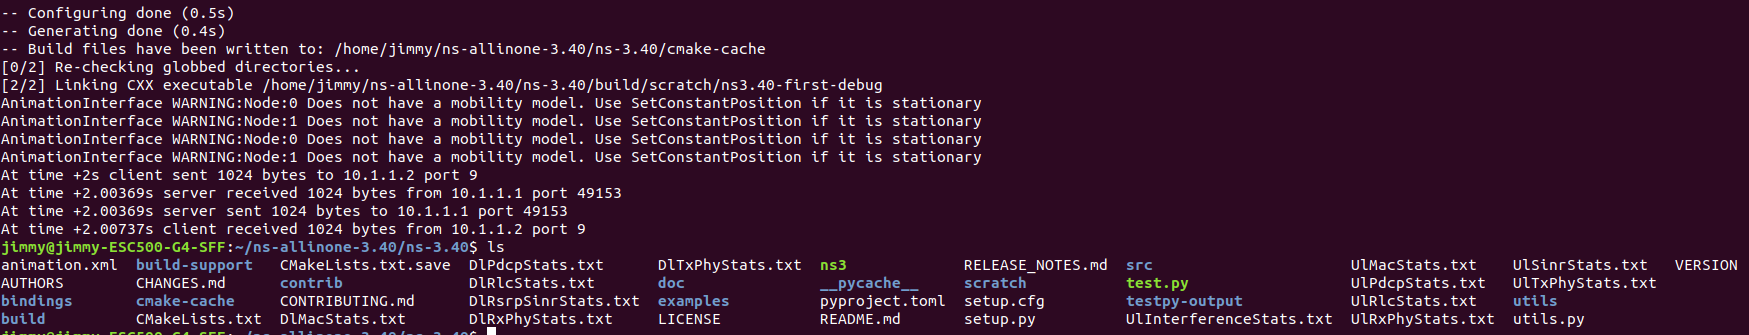 -- Configuring done (0.5s)
-- Generating done (0.4s)
-- Build files have been written to: /home/jimmy/ns-allinone-3.40/ns-3.40/cmake-cache
[0/2] Re-checking globbed directories...
[2/2] Linking CXX executable /home/jimmy/ns-allinone-3.40/ns-3.40/build/scratch/ns3.40-first-debug
AnimationInterface WARNING:Node:0 Does not have a mobility model. Use SetConstantPosition if it is stationary
AnimationInterface WARNING:Node:1 Does not have a mobility model. Use SetConstantPosition if it is stationary
AnimationInterface WARNING:Node:0 Does not have a mobility model. Use SetConstantPosition if it is stationary
AnimationInterface WARNING:Node:1 Does not have a mobility model. Use SetConstantPosition if it is stationary
At time +2s client sent 1024 bytes to 10.1.1.2 port 9
At time +2.00369s server received 1024 bytes from 10.1.1.1 port 49153
At time +2.00369s server sent 1024 bytes to 10.1.1.1 port 49153
At time +2.00737s client received 1024 bytes from 10.1.1.2 port 9
jimmy@jimmy-ESC500-G4-SFF:~/ns-allinone-3.40/ns-3.40$ ls
animation.xml build-support CMakeLists.txt.save DlPdcpStats.txt DlTxPhyStats.txt ns3 RELEASE_NOTES.md src UlMacStats.txt UlSinrStats.txt VERSION
AUTHORS CHANGES.md contrib DlRlcStats.txt doc __pycache__ scratch test.py UlPdcpStats.txt UlTxPhyStats.txt
bindings cmake-cache CONTRIBUTING.md DlRsrpSinrStats.txt examples pyproject.toml setup.cfg testpy-output UlRlcStats.txt utils
build CMakeLists.txt DlMacStats.txt DlRxPhyStats.txt LICENSE README.md setup.py UlInterferenceStats.txt UlRxPhyStats.txt utils.py
jimmy@jimmy-ESC500-G4-SFF:~/ns-allinone-3.40/ns-3.40$